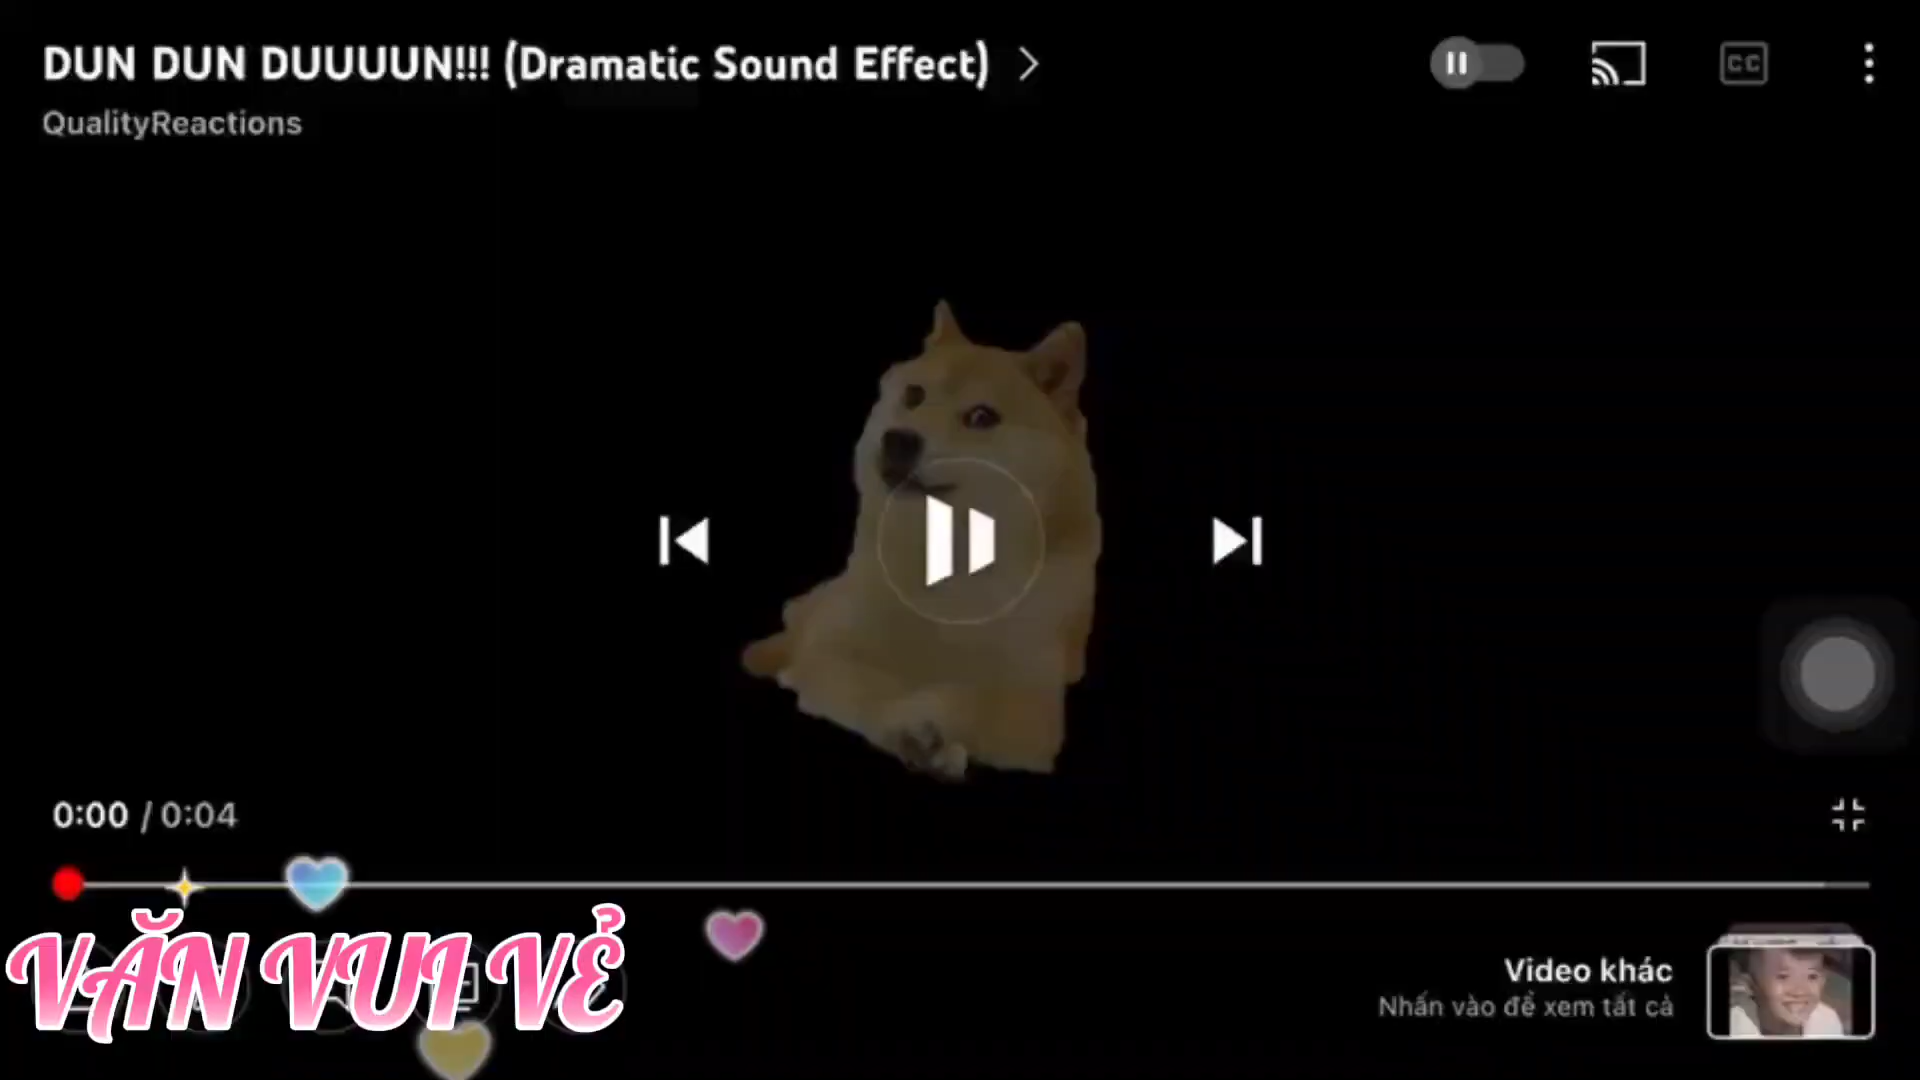 DUN DUN DUUUUN!!! (Dramatic Sound Effect)
QualityReactions
CC
0:00 / 0:04
VĂN VUI VẺ
Video khác
Nhấn vào để xem tất cả